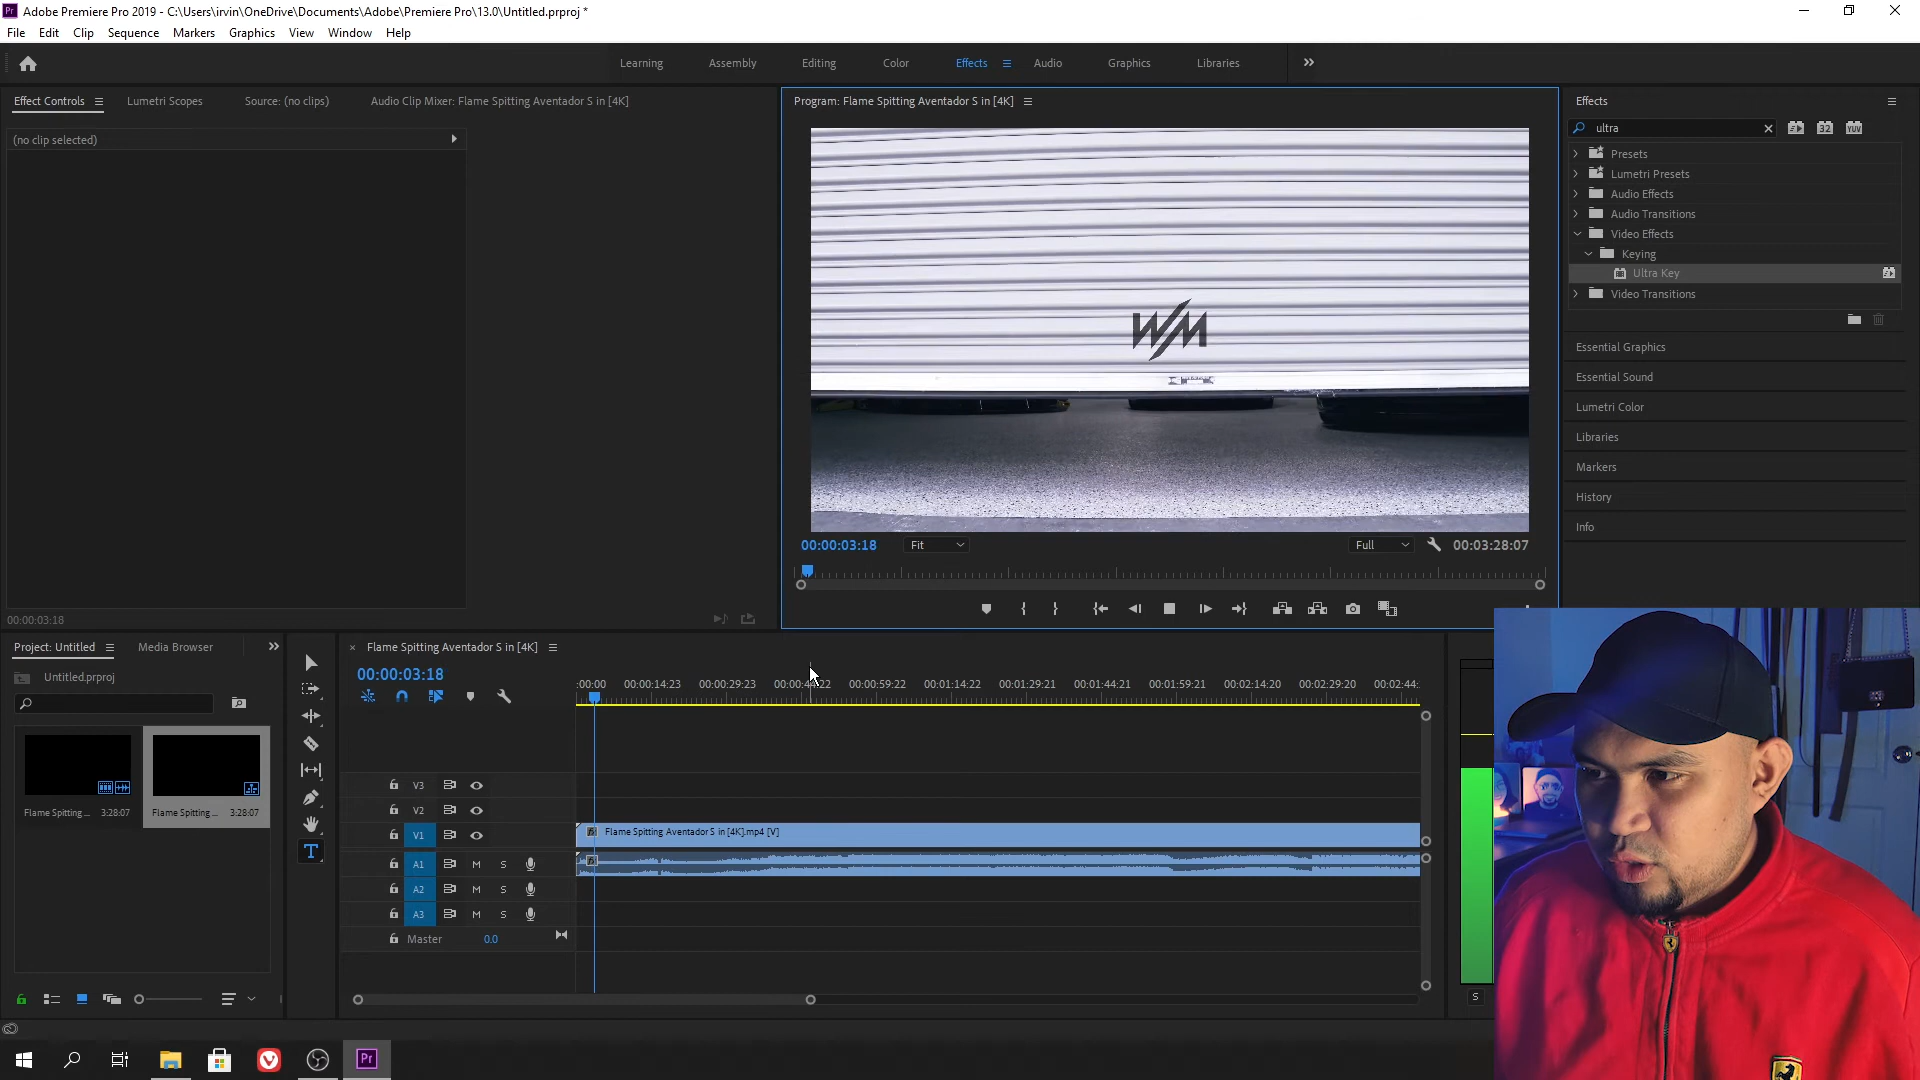 Adobe Premiere Pro 2019 - C:\Users\irvin\OneDrive\Documents\Adobe\Premiere Pro\13.0\Untitled.prproj *
File Edit Clip Sequence Markers Graphics View Window Help
Learning Assembly Editing Color Effects Audio Graphics Libraries
Effect Controls Lumetri Scopes Source: (no clips) Audio Clip Mixer: Flame Spitting Aventador S in [4K]
(no clip selected)
00:00:03:18
Program: Flame Spitting Aventador S in [4K]
WM
00:00:03:18 Fit Full 00:03:28:07
Effects
ultra
32 YUV
Presets
Lumetri Presets
Audio Effects
Audio Transitions
Video Effects
Keying
Ultra Key
Video Transitions
Essential Graphics
Essential Sound
Lumetri Color
Libraries
Markers
History
Info
Project: Untitled Media Browser
Untitled.prproj
Flame Spitting ... 3:28:07 Flame Spitting ... 3:28:07
T
Flame Spitting Aventador S in [4K]
00:00:03:18
:00:00 00:00:14:23 00:00:29:23 00:00:44:22 00:00:59:22 00:01:14:22 00:01:29:21 00:01:44:21 00:01:59:21 00:02:14:20 00:02:29:20 00:02:44:
V3
V2
V1 fx Flame Spitting Aventador S in [4K].mp4 [V]
A1 M S fx
A2 M S
A3 M S
Master 0.0
S
Pr